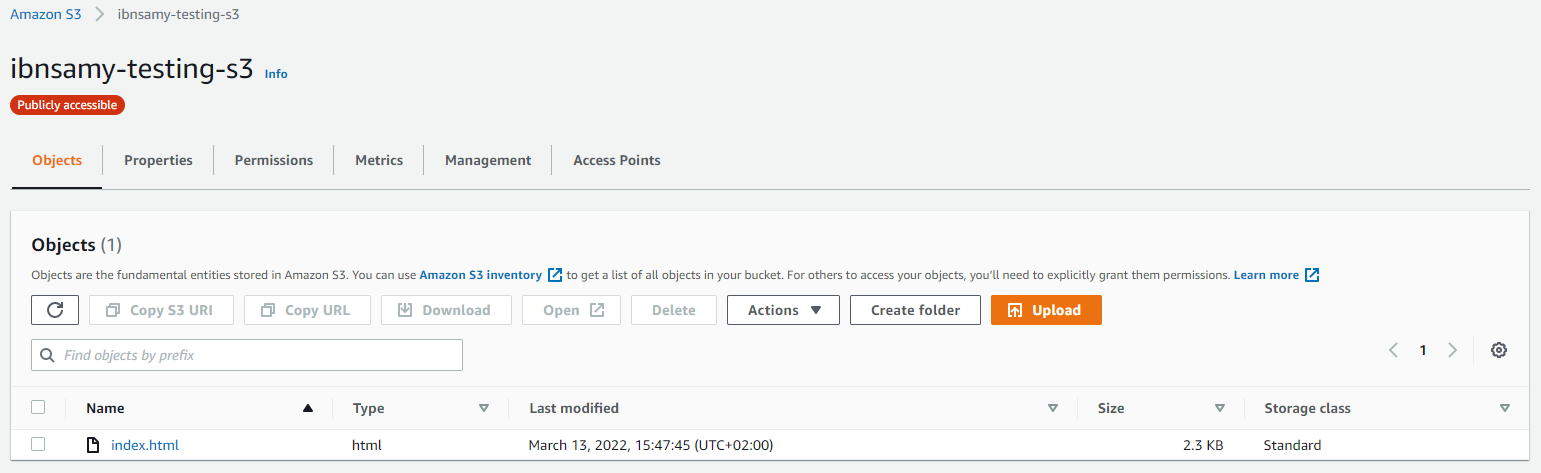 Amazon S3 > ibnsamy-testing-s3
ibnsamy-testing-s3 Info
Publicly accessible
Objects Properties Permissions Metrics Management Access Points
Objects (1)
Objects are the fundamental entities stored in Amazon S3. You can use Amazon S3 inventory to get a list of all objects in your bucket. For others to access your objects, you'll need to explicitly grant them permissions. Learn more
Copy S3 URI Copy URL Download Open Delete Actions Create folder Upload
Find objects by prefix 1
Name Type Last modified Size Storage class
index.html html March 13, 2022, 15:47:45 (UTC+02:00) 2.3 KB Standard